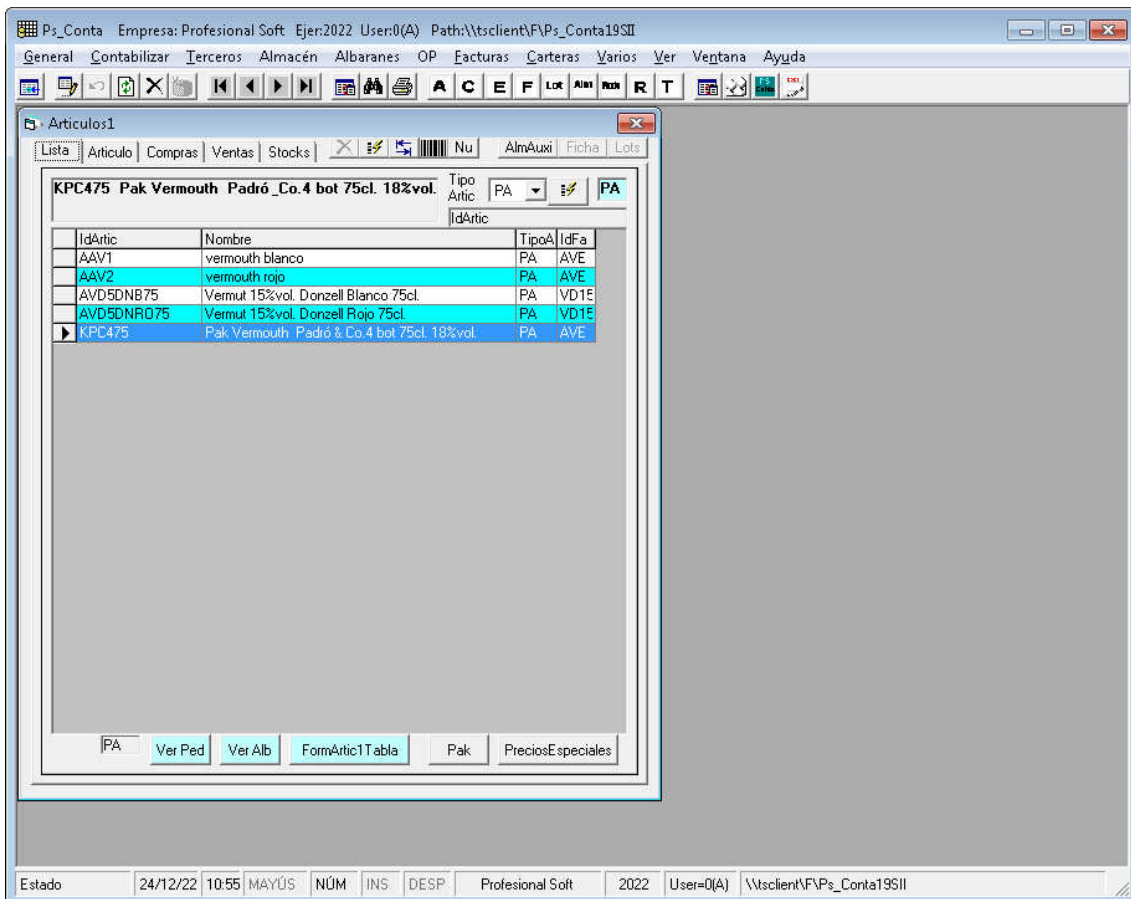 Ps_Conta Empresa: Profesional Soft Ejer:2022 User:0(A) Path:\\tsclient\F\Ps_Conta19SII
General Contabilizar Terceros Almacén Albaranes OP Facturas Carteras Varios Ver Ventana Ayuda
A C E F Lot R T
Articulos1
Lista Articulo Compras Ventas Stocks Nu AlmAuxi Ficha Lots
KPC475 Pak Vermouth Padró _Co.4 bot 75cl. 18%vol.
Tipo Artic PA PA
IdArtic
IdArtic Nombre TipoA IdFa
AAV1 vermouth blanco PA AVE
AAV2 vermouth rojo PA AVE
AVD5DNB75 Vermut 15%vol. Donzell Blanco 75cl. PA VD15
AVD5DNRO75 Vermut 15%vol. Donzell Rojo 75cl. PA VD15
KPC475 Pak Vermouth Padró & Co.4 bot 75cl. 18%vol. PA AVE
PA Ver Ped Ver Alb FormArtic1Tabla Pak PreciosEspeciales
Estado 24/12/22 10:55 MAYÚS NÚM INS DESP Profesional Soft 2022 User=0(A) \\tsclient\F\Ps_Conta19SII